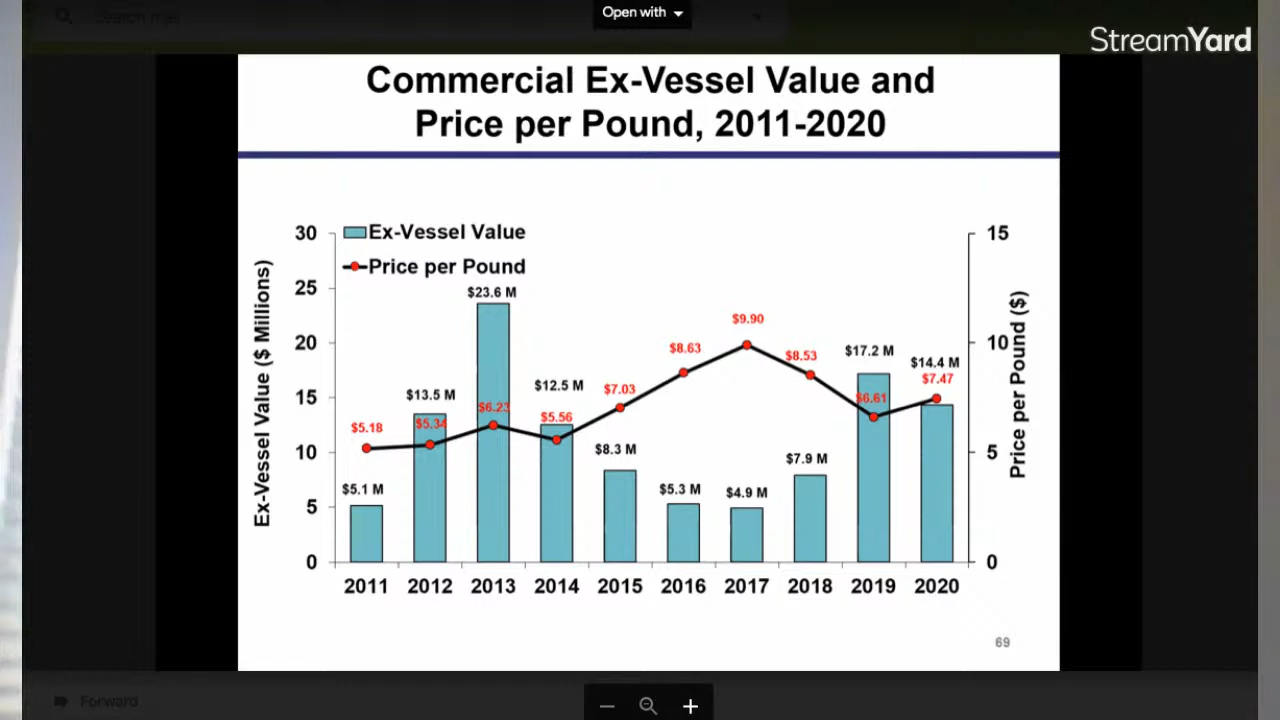 Search mail
Open with
StreamYard
Commercial Ex-Vessel Value and
Price per Pound, 2011-2020
Ex-Vessel Value
Price per Pound
Ex-Vessel Value ($ Millions)
30
25
20
15
10
5
0
$5.1 M
$13.5 M
$23.6 M
$12.5 M
$8.3 M
$5.3 M
$4.9 M
$7.9 M
$17.2 M
$14.4 M
$5.18
$5.34
$6.23
$5.56
$7.03
$8.63
$9.90
$8.53
$6.61
$7.47
15
10
5
0
Price per Pound ($)
2011 2012 2013 2014 2015 2016 2017 2018 2019 2020
69
Forward